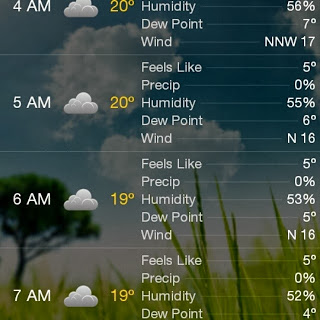 4 AM 20° Humidity 56%
Dew Point 7°
Wind NNW 17
Feels Like 5°
Precip 0%
5 AM 20° Humidity 55%
Dew Point 6°
Wind N 16
Feels Like 5°
Precip 0%
6 AM 19° Humidity 53%
Dew Point 5°
Wind N 16
Feels Like 5°
Precip 0%
7 AM 19° Humidity 52%
Dew Point 4°